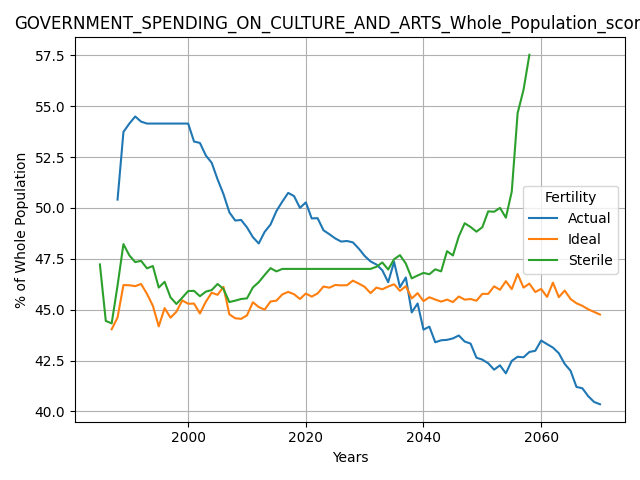 GOVERNMENT_SPENDING_ON_CULTURE_AND_ARTS_Whole_Population_scor
57.5
55.0
52.5
50.0
47.5
45.0
42.5
40.0
% of Whole Population
Fertility
Actual
Ideal
Sterile
2000
2020
2040
2060
Years